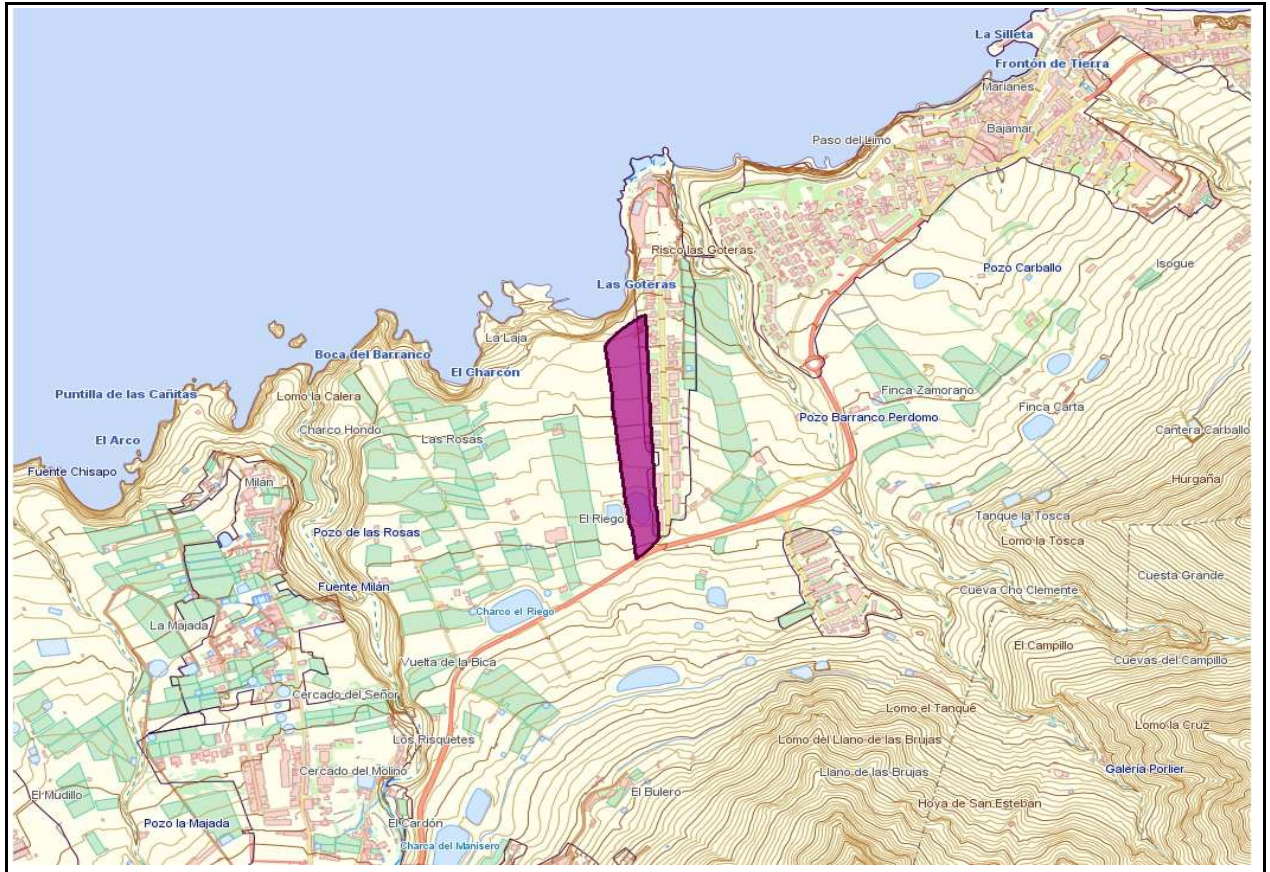 La Silleta
Frontón de Tierra
Marianes
Bajamar
Paso del Limo
Risco las Goteras
Isogue
Pozo Carballo
Las Goteras
La Laja
Boca del Barranco
El Charcón
Puntilla de las Cañitas
Lomo la Calera
Finca Zamorano
Finca Carta
Pozo Barranco Perdomo
Charco Hondo
Las Rosas
Cantera Carballo
El Arco
Fuente Chisapo
Milán
Hurgaña
El Riego
Tanque la Tosca
Pozo de las Rosas
Lomo la Tosca
Cuesta Grande
Fuente Milán
Cueva Cho Clemente
Charco el Riego
La Majada
El Campillo
Vuelta de la Bica
Cuevas del Campillo
Cercado del Señor
Lomo el Tanque
Lomo la Cruz
Los Risquetes
Lomo del Llano de las Brujas
Cercado del Molino
Llano de las Brujas
Galería Porlier
El Mudillo
El Bulero
Hoya de San Esteban
Pozo la Majada
El Cardón
Charca del Manisero